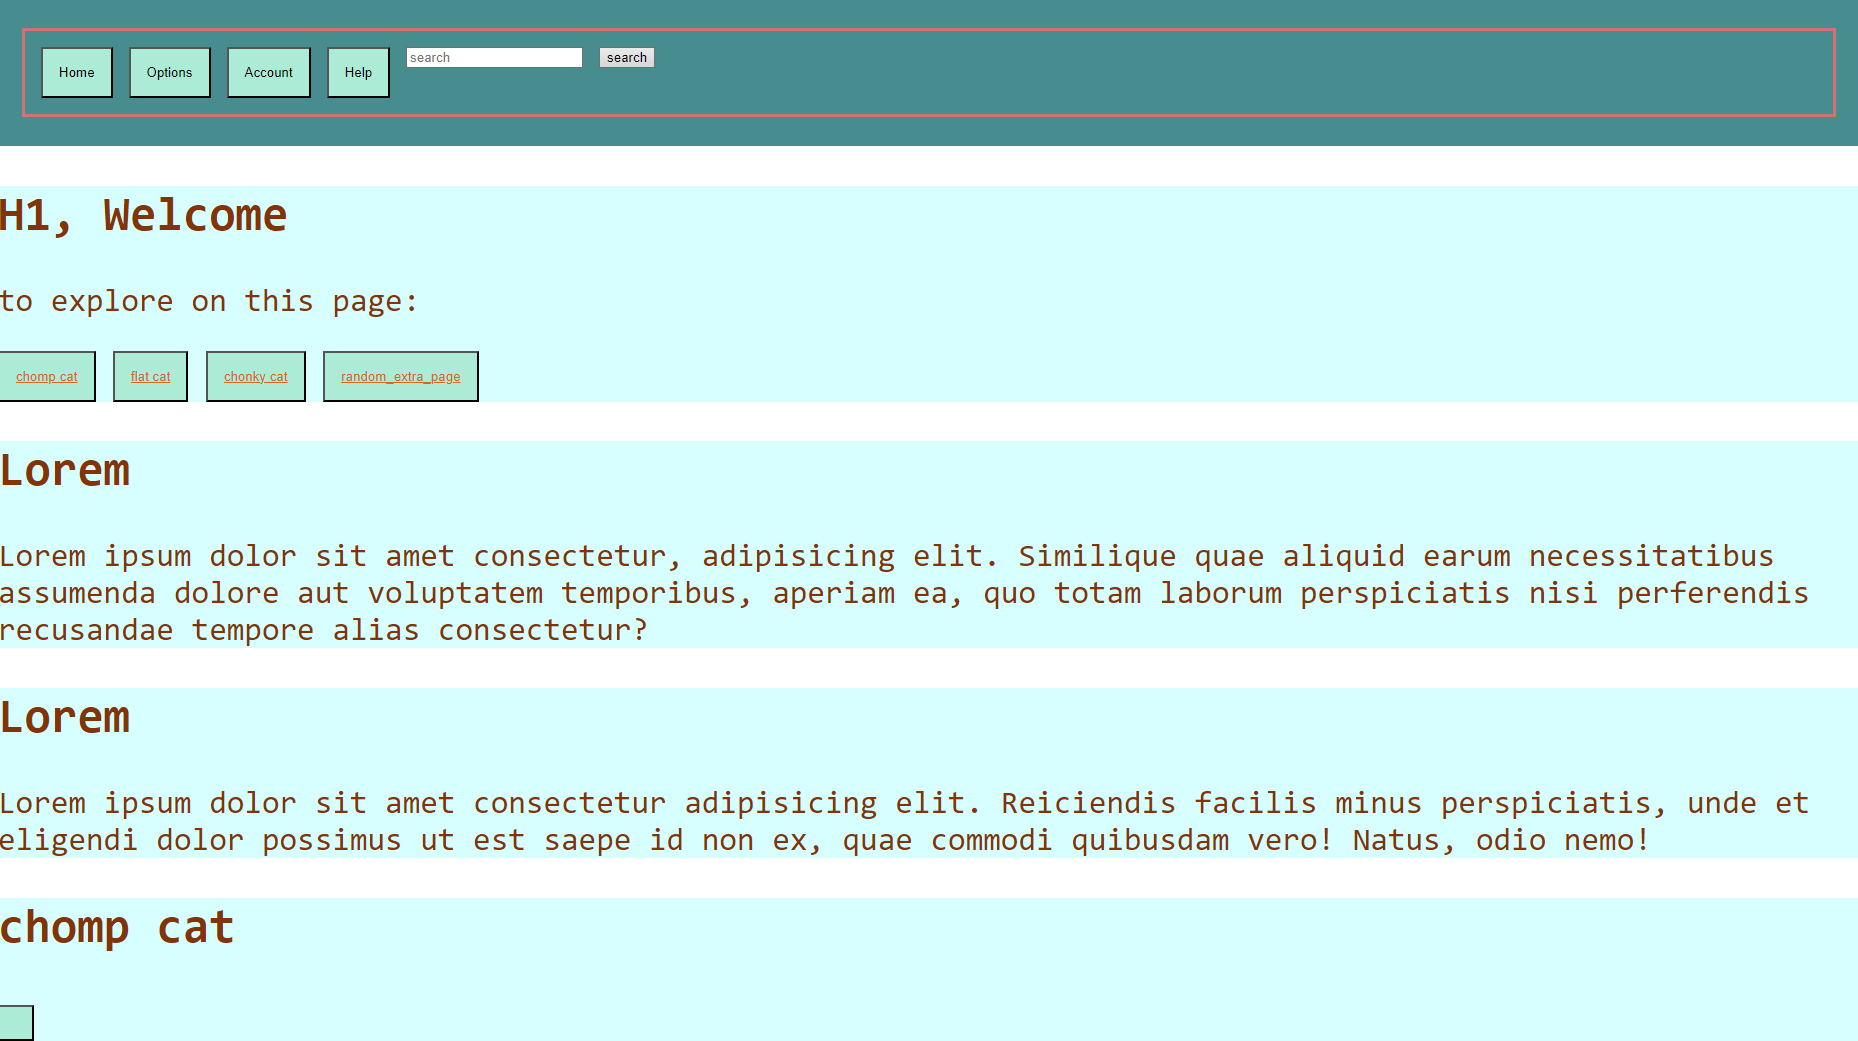 Home Options Account Help search search
H1, Welcome
to explore on this page:
chomp cat flat cat chonky cat random_extra_page
Lorem
Lorem ipsum dolor sit amet consectetur, adipisicing elit. Similique quae aliquid earum necessitatibus
assumenda dolore aut voluptatem temporibus, aperiam ea, quo totam laborum perspiciatis nisi perferendis
recusandae tempore alias consectetur?
Lorem
Lorem ipsum dolor sit amet consectetur adipisicing elit. Reiciendis facilis minus perspiciatis, unde et
eligendi dolor possimus ut est saepe id non ex, quae commodi quibusdam vero! Natus, odio nemo!
chomp cat